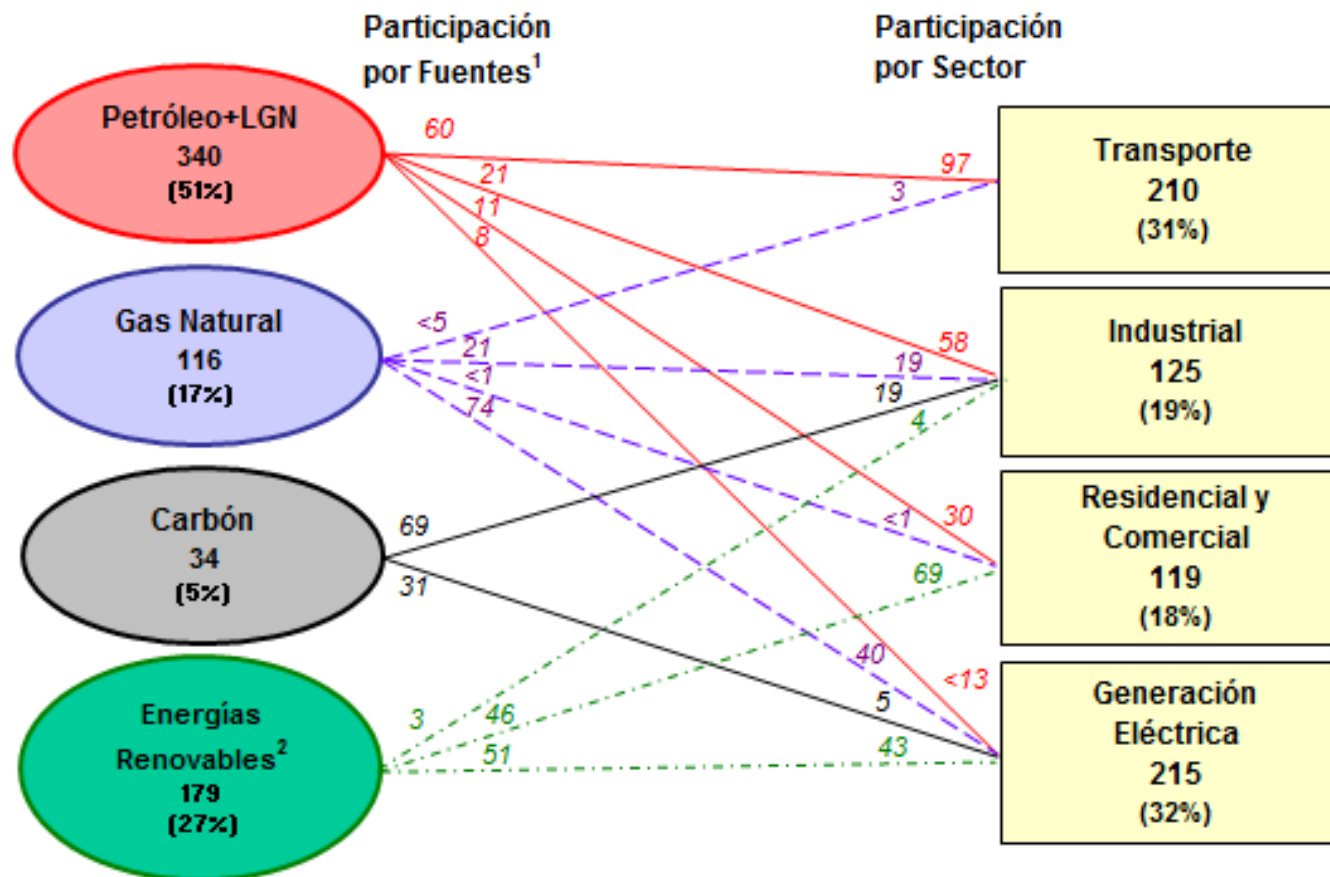 Participación
por Fuentes¹
Participación
por Sector
Petróleo+LGN
340
(51%)
Gas Natural
116
(17%)
Carbón
34
(5%)
Energías
Renovables²
179
(27%)
60
21
11
8
<5
21
<1
74
69
31
3
46
51
97
3
58
19
19
4
30
<1
69
<13
40
5
43
Transporte
210
(31%)
Industrial
125
(19%)
Residencial y
Comercial
119
(18%)
Generación
Eléctrica
215
(32%)